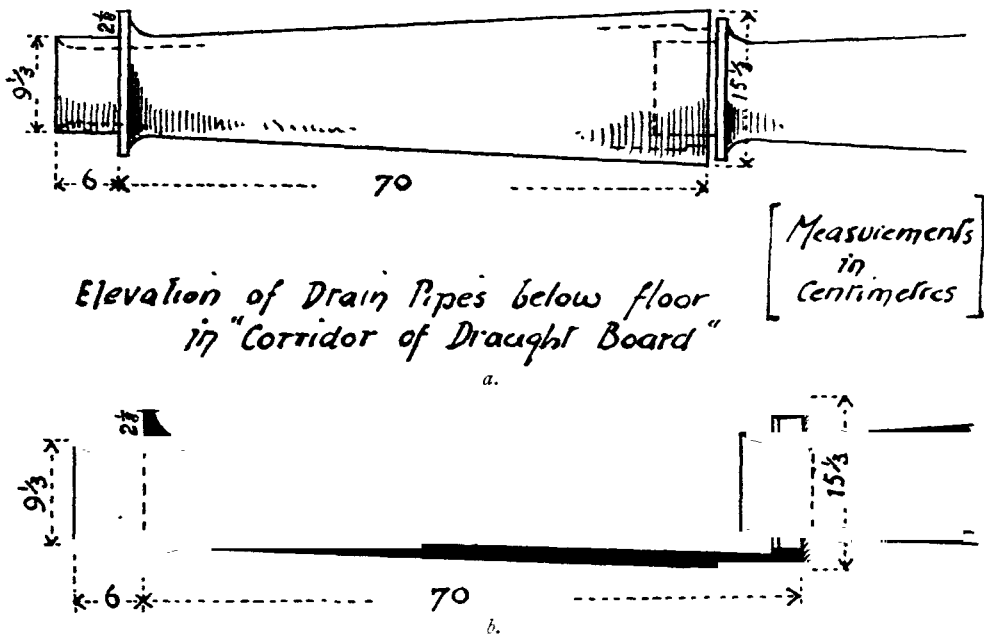 2⅛
9⅓
15⅓
6
70
[Measurements
in
Centimetres]
Elevation of Drain Pipes below floor
in "Corridor of Draught Board"
a.
2⅛
9⅓
15⅓
6
70
b.